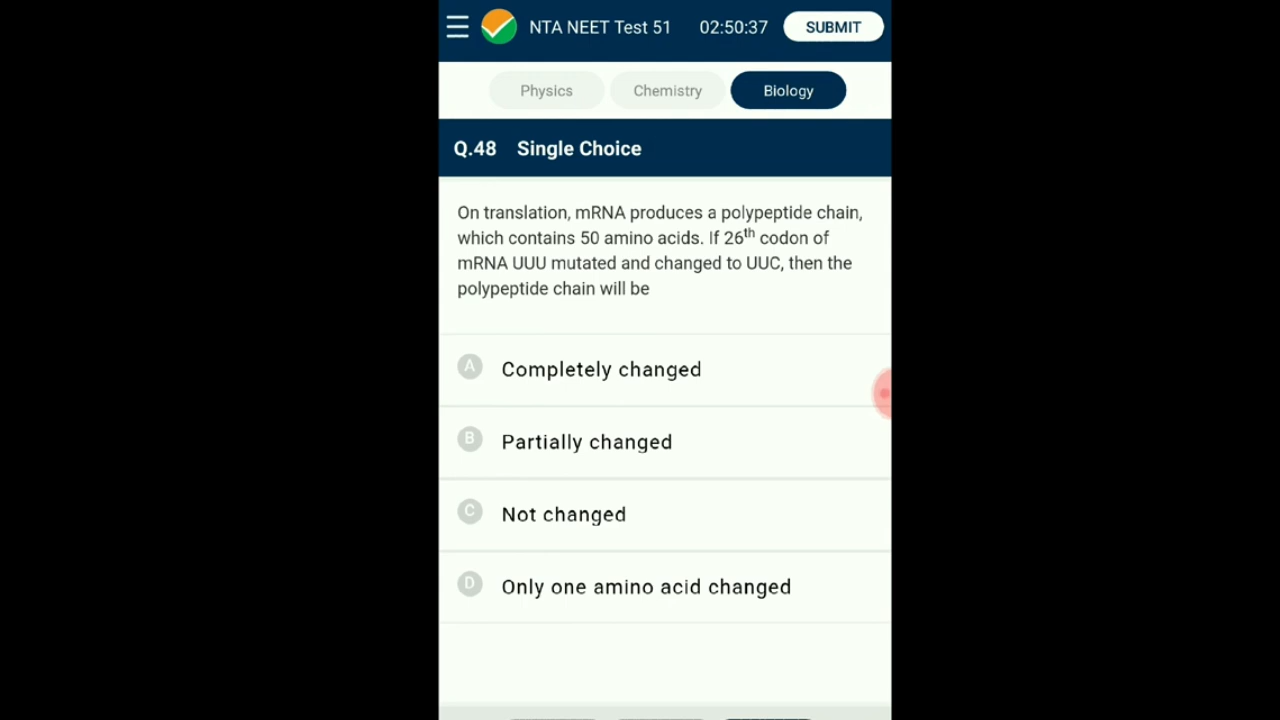 NTA NEET Test 51 02:50:37 SUBMIT
Physics Chemistry Biology
Q.48 Single Choice
On translation, mRNA produces a polypeptide chain,
which contains 50 amino acids. If 26th codon of
mRNA UUU mutated and changed to UUC, then the
polypeptide chain will be
A Completely changed
B Partially changed
C Not changed
D Only one amino acid changed